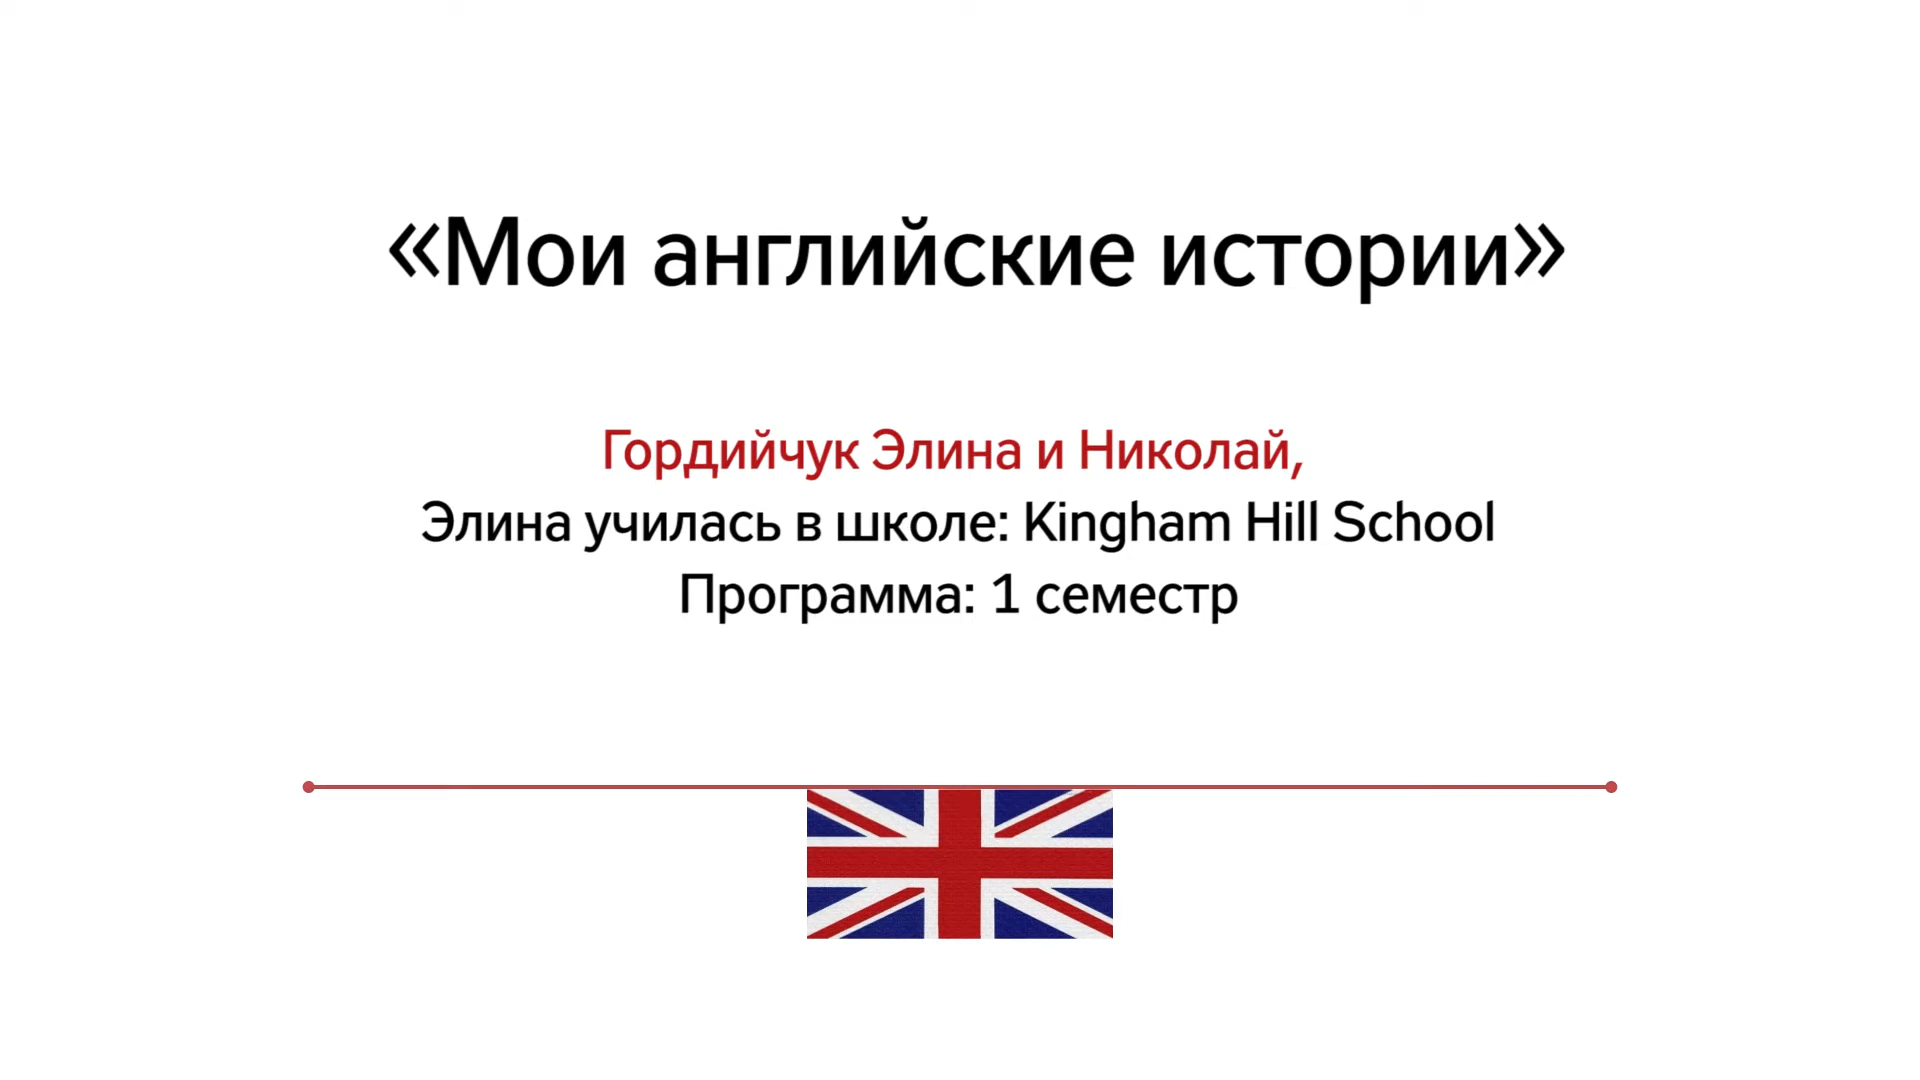 «Мои английские истории»
Гордийчук Элина и Николай,
Элина училась в школе: Kingham Hill School
Программа: 1 семестр